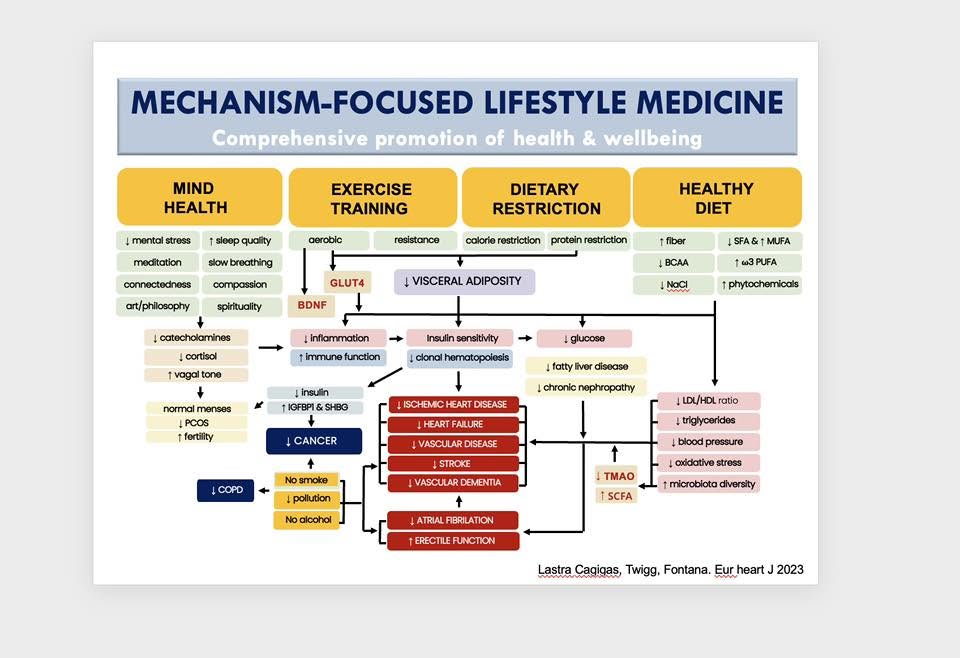 MECHANISM-FOCUSED LIFESTYLE MEDICINE
Comprehensive promotion of health & wellbeing
MIND
HEALTH
EXERCISE
TRAINING
DIETARY
RESTRICTION
HEALTHY
DIET
↓ mental stress
↑ sleep quality
meditation
slow breathing
connectedness
compassion
art/philosophy
spirituality
aerobic
resistance
calorie restriction
protein restriction
↑ fiber
↓ SFA & ↑ MUFA
↓ BCAA
↑ ω3 PUFA
↓ NaCl
↑ phytochemicals
GLUT4
BDNF
↓ VISCERAL ADIPOSITY
↓ catecholamines
↓ cortisol
↑ vagal tone
↓ inflammation
↑ immune function
Insulin sensitivity
↓ clonal hematopoiesis
↓ glucose
↓ fatty liver disease
↓ chronic nephropathy
normal menses
↓ PCOS
↑ fertility
↓ insulin
↑ IGFBP1 & SHBG
↓ CANCER
↓ COPD
No smoke
↓ pollution
No alcohol
↓ ISCHEMIC HEART DISEASE
↓ HEART FAILURE
↓ VASCULAR DISEASE
↓ STROKE
↓ VASCULAR DEMENTIA
↓ ATRIAL FIBRILATION
↑ ERECTILE FUNCTION
↓ TMAO
↑ SCFA
↓ LDL/HDL ratio
↓ triglycerides
↓ blood pressure
↓ oxidative stress
↑ microbiota diversity
Lastra Cagigas, Twigg, Fontana. Eur heart J 2023